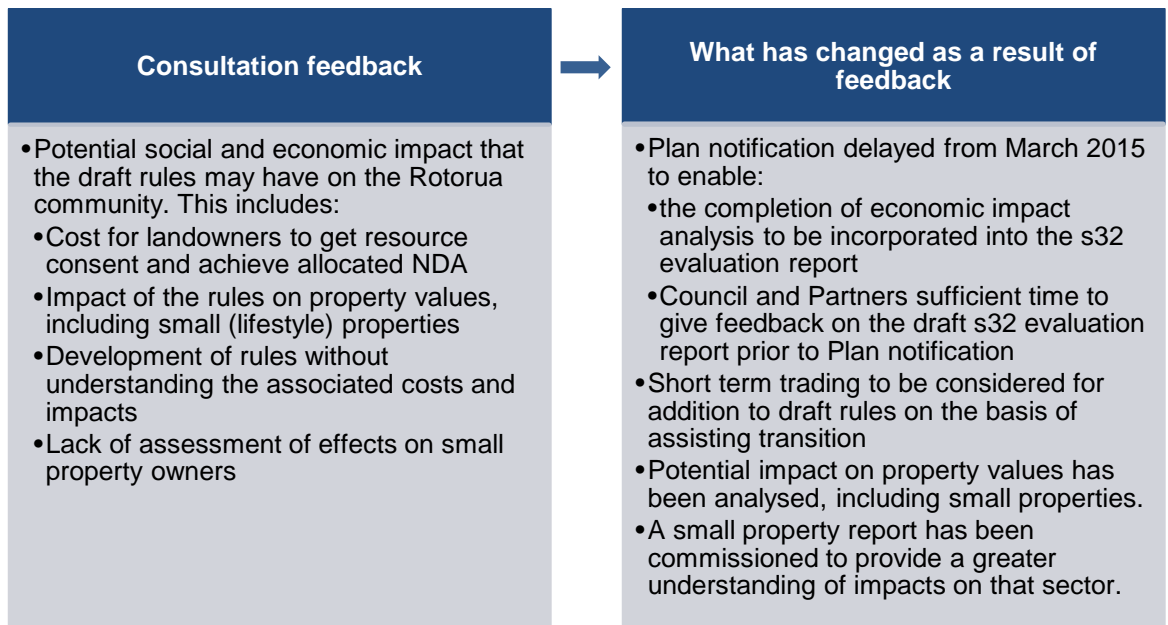 Consultation feedback
•Potential social and economic impact that
the draft rules may have on the Rotorua
community. This includes:
•Cost for landowners to get resource
consent and achieve allocated NDA
•Impact of the rules on property values,
including small (lifestyle) properties
•Development of rules without
understanding the associated costs and
impacts
•Lack of assessment of effects on small
property owners
What has changed as a result of
feedback
•Plan notification delayed from March 2015
to enable:
•the completion of economic impact
analysis to be incorporated into the s32
evaluation report
•Council and Partners sufficient time to
give feedback on the draft s32 evaluation
report prior to Plan notification
•Short term trading to be considered for
addition to draft rules on the basis of
assisting transition
•Potential impact on property values has
been analysed, including small properties.
•A small property report has been
commissioned to provide a greater
understanding of impacts on that sector.